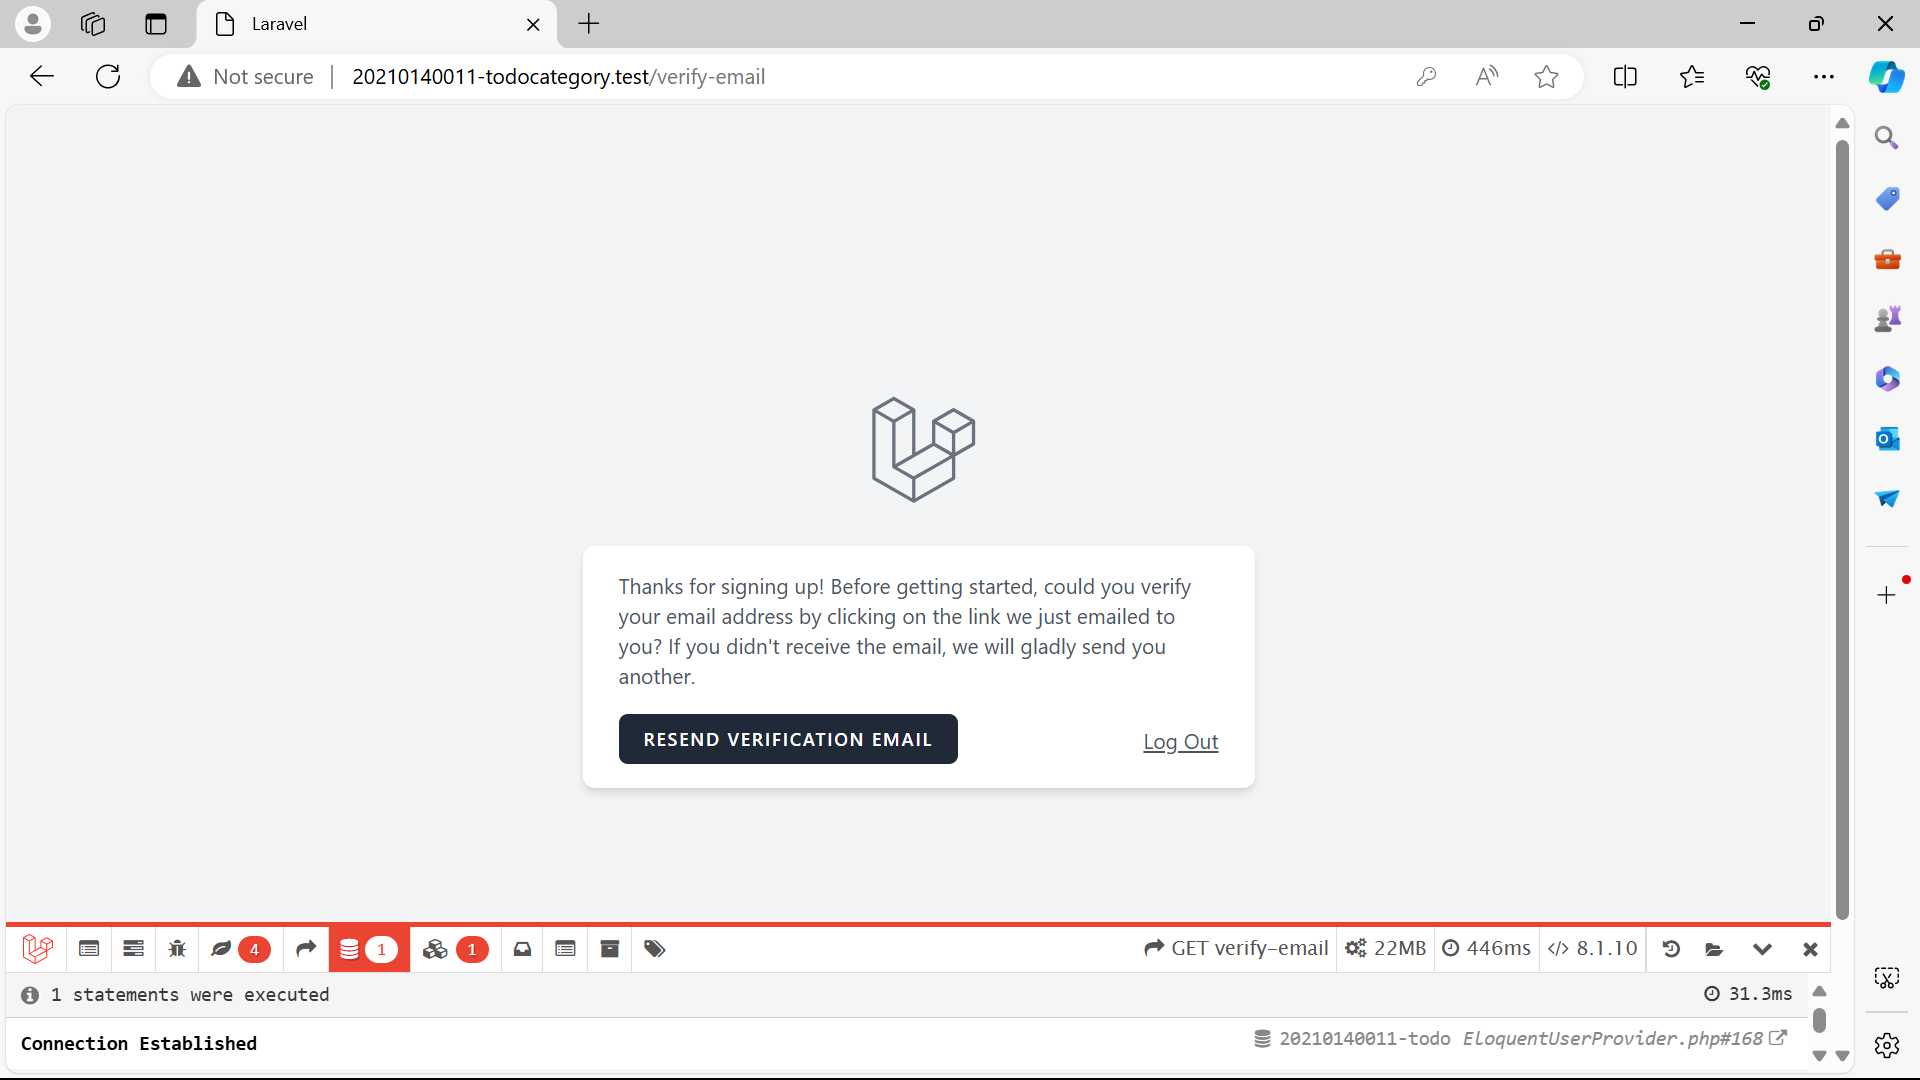 Laravel
Not secure
20210140011-todocategory.test/verify-email
Thanks for signing up! Before getting started, could you verify
your email address by clicking on the link we just emailed to
you? If you didn't receive the email, we will gladly send you
another.
RESEND VERIFICATION EMAIL
Log Out
4
1
1
GET verify-email
22MB
446ms
8.1.10
1 statements were executed
31.3ms
Connection Established
20210140011-todo EloquentUserProvider.php#168